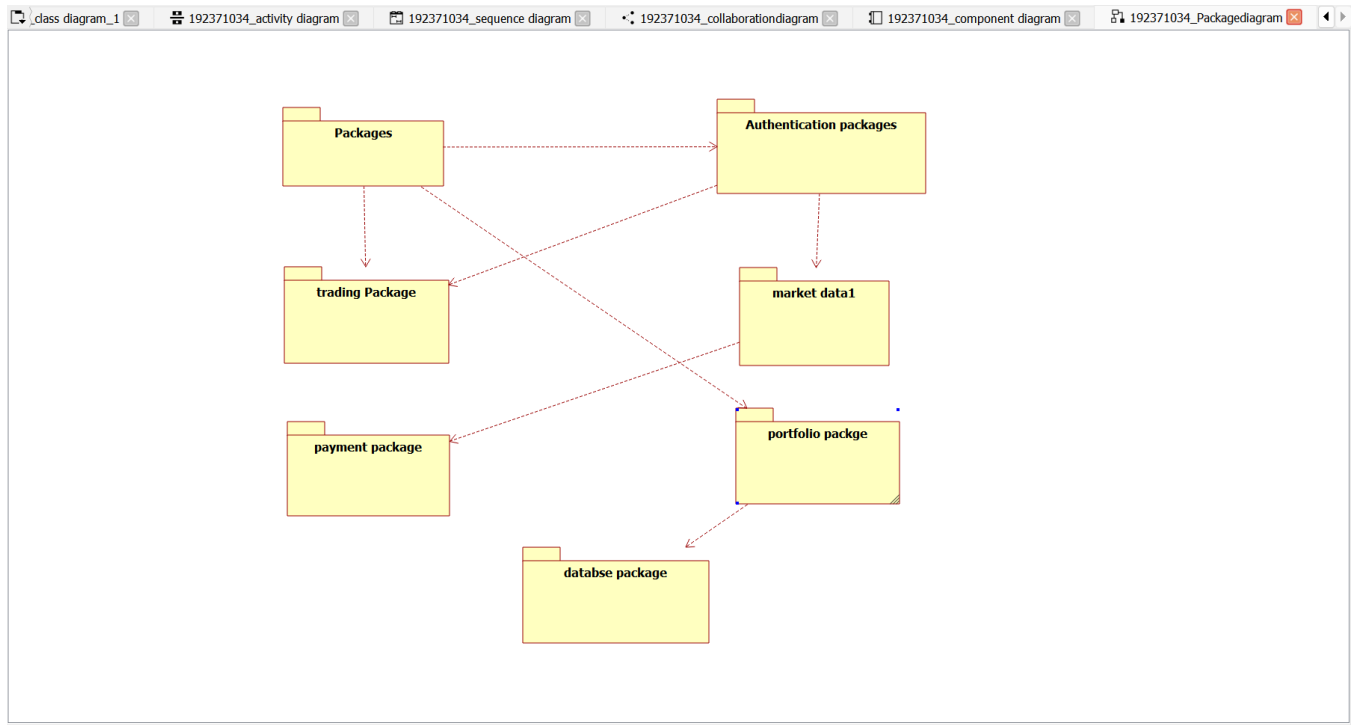 _class diagram_1
192371034_activity diagram
192371034_sequence diagram
192371034_collaborationdiagram
192371034_component diagram
192371034_Packagediagram
Packages
Authentication packages
trading Package
market data1
payment package
portfolio packge
databse package